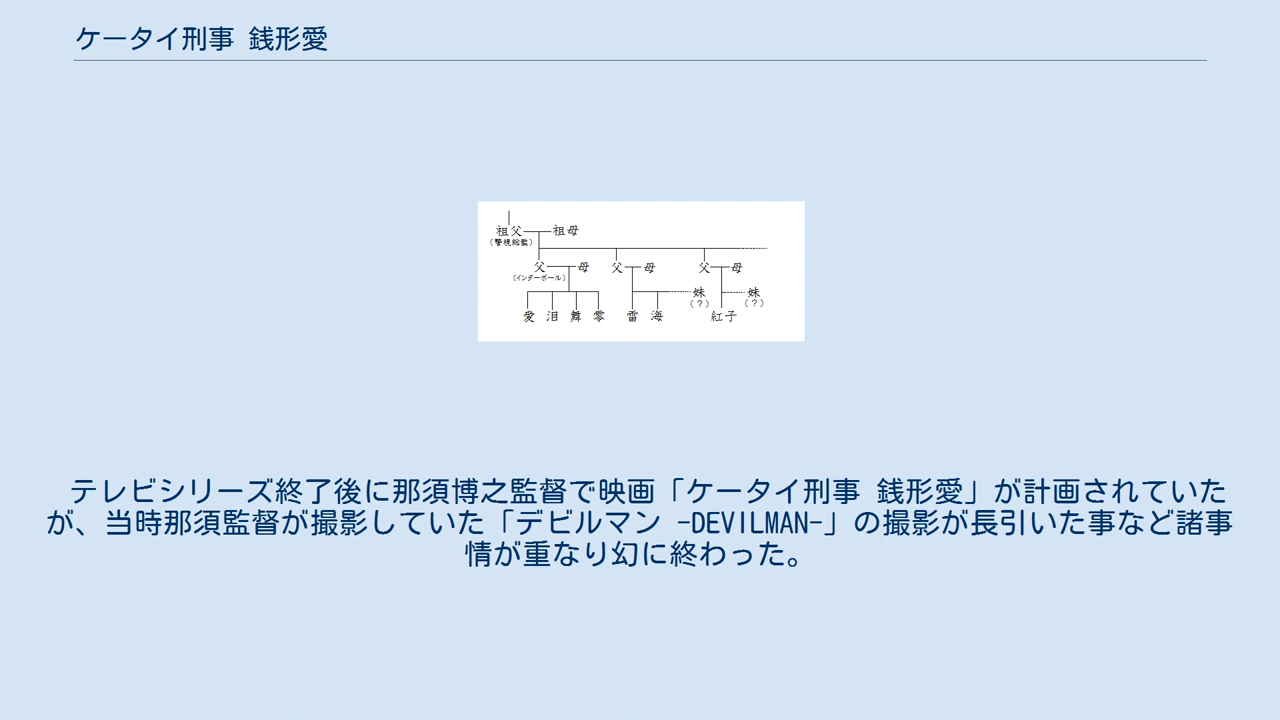 ケータイ刑事 銭形愛
祖父 祖母
(警視総監)
父 母 父 母 父 母
(インターポール)
妹 妹
(?) (?)
愛 泪 舞 零 雷 海 紅子
テレビシリーズ終了後に那須博之監督で映画「ケータイ刑事 銭形愛」が計画されていた
が、当時那須監督が撮影していた「デビルマン -DEVILMAN-」の撮影が長引いた事など諸事
情が重なり幻に終わった。